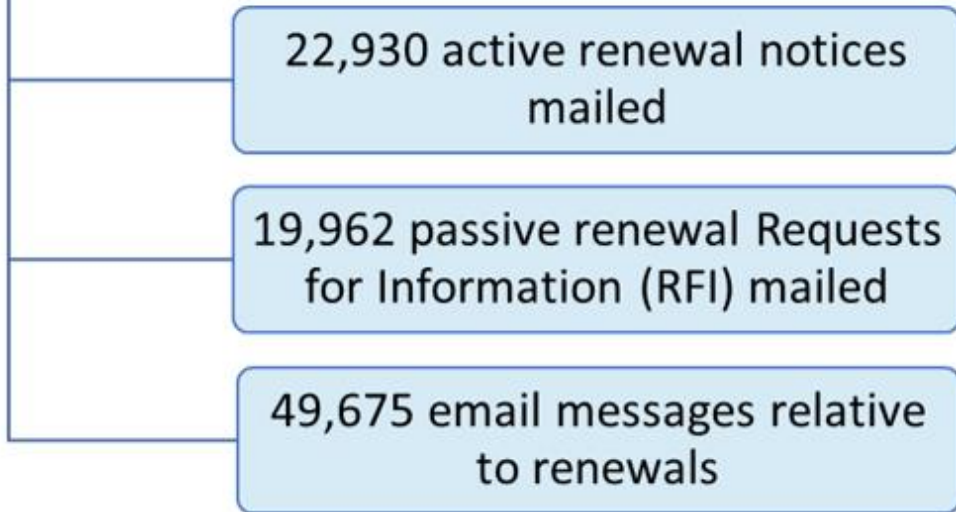 22,930 active renewal notices
mailed
19,962 passive renewal Requests
for Information (RFI) mailed
49,675 email messages relative
to renewals